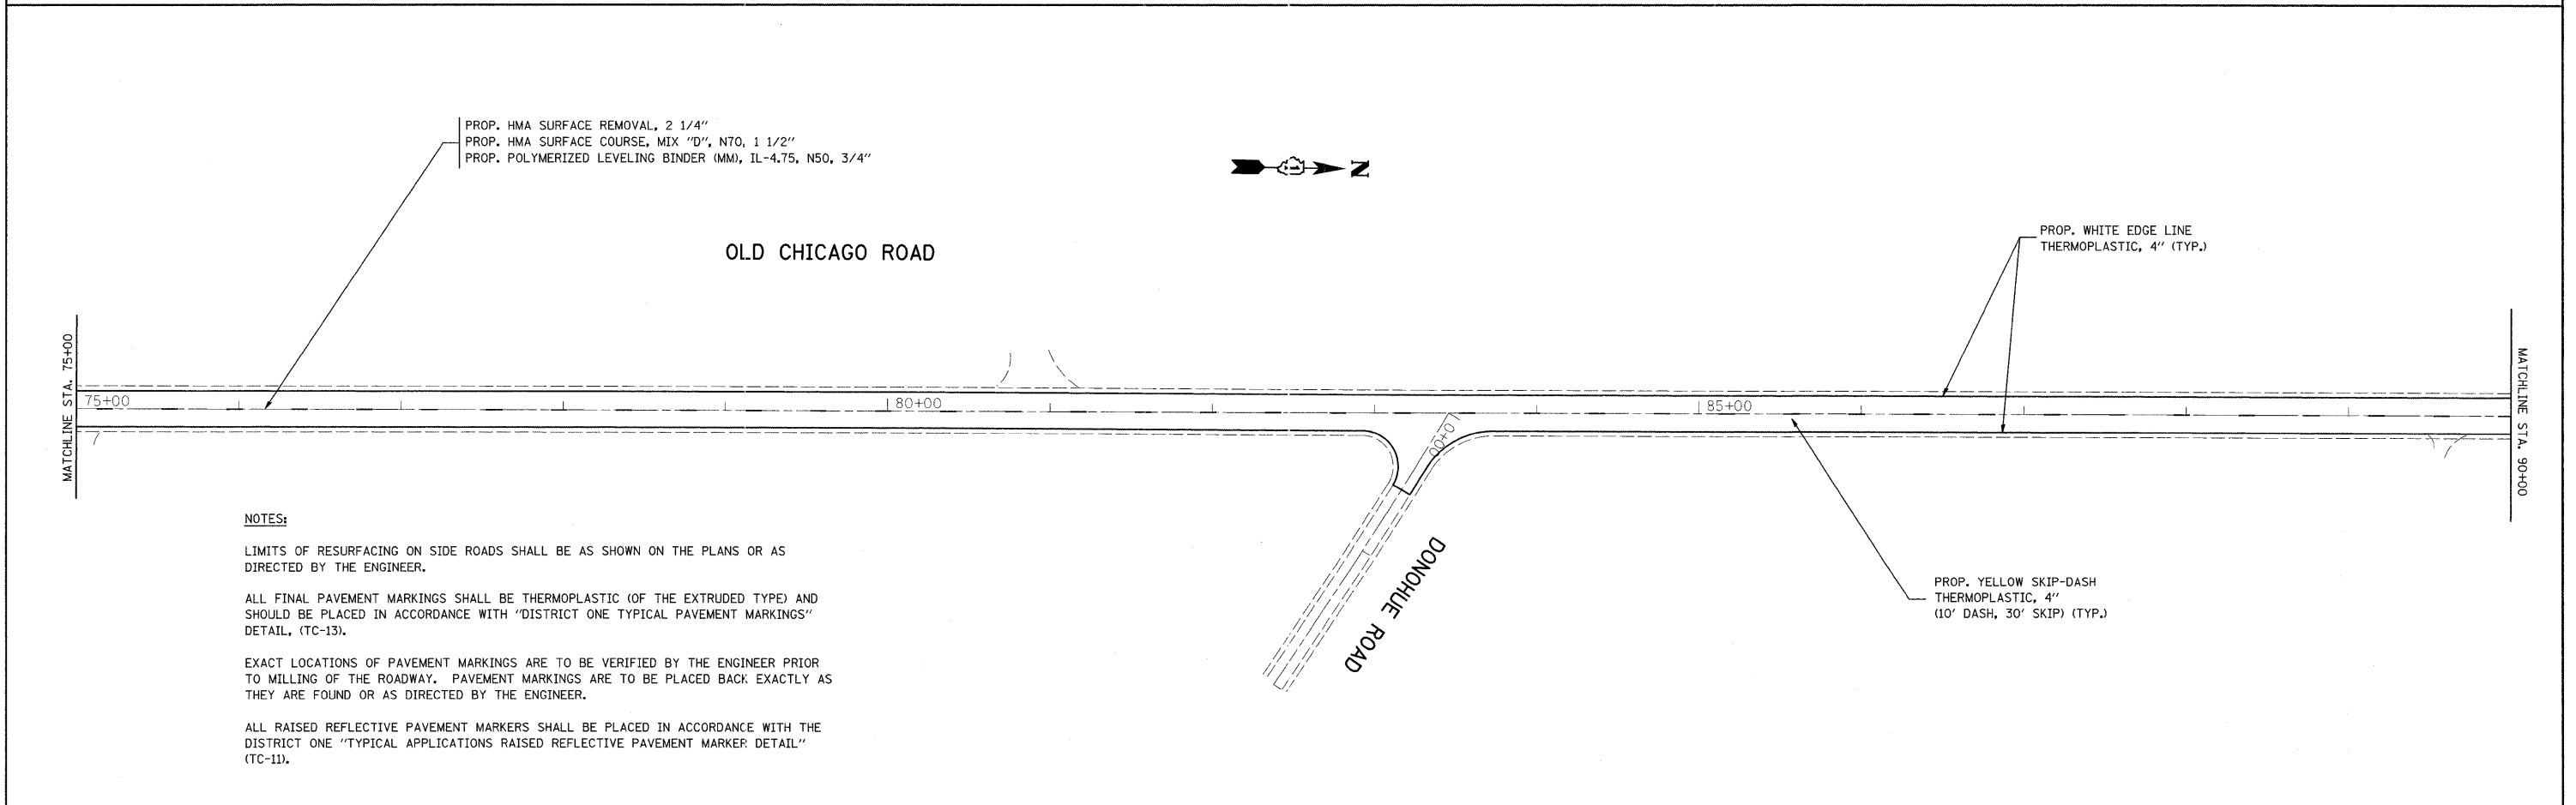 PROP. HMA SURFACE REMOVAL, 2 1/4"
PROP. HMA SURFACE COURSE, MIX "D", N70, 1 1/2"
PROP. POLYMERIZED LEVELING BINDER (MM), IL-4.75, N50, 3/4"
N
OLD CHICAGO ROAD
PROP. WHITE EDGE LINE
THERMOPLASTIC, 4" (TYP.)
MATCHLINE STA. 75+00
75+00
80+00
85+00
MATCHLINE STA. 90+00
10+00
DONOHUE ROAD
PROP. YELLOW SKIP-DASH
THERMOPLASTIC, 4"
(10' DASH, 30' SKIP) (TYP.)
NOTES:
LIMITS OF RESURFACING ON SIDE ROADS SHALL BE AS SHOWN ON THE PLANS OR AS
DIRECTED BY THE ENGINEER.
ALL FINAL PAVEMENT MARKINGS SHALL BE THERMOPLASTIC (OF THE EXTRUDED TYPE) AND
SHOULD BE PLACED IN ACCORDANCE WITH "DISTRICT ONE TYPICAL PAVEMENT MARKINGS"
DETAIL, (TC-13).
EXACT LOCATIONS OF PAVEMENT MARKINGS ARE TO BE VERIFIED BY THE ENGINEER PRIOR
TO MILLING OF THE ROADWAY. PAVEMENT MARKINGS ARE TO BE PLACED BACK EXACTLY AS
THEY ARE FOUND OR AS DIRECTED BY THE ENGINEER.
ALL RAISED REFLECTIVE PAVEMENT MARKERS SHALL BE PLACED IN ACCORDANCE WITH THE
DISTRICT ONE "TYPICAL APPLICATIONS RAISED REFLECTIVE PAVEMENT MARKER DETAIL"
(TC-11).